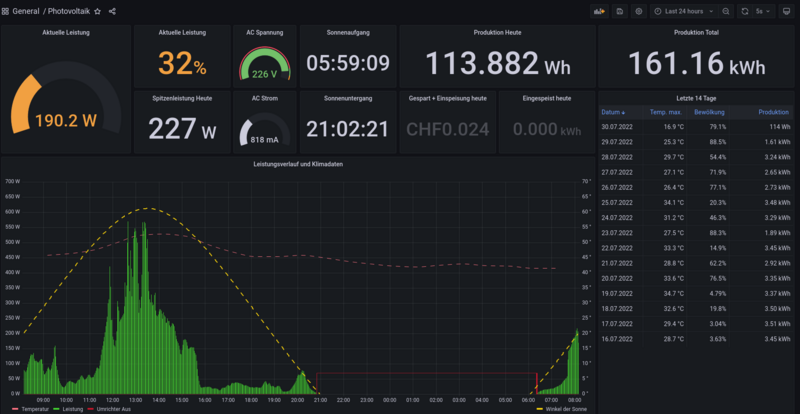 General / Photovoltaik
Last 24 hours
5s
Aktuelle Leistung
190.2 W
Aktuelle Leistung
32%
AC Spannung
226 V
Sonnenaufgang
05:59:09
Produktion Heute
113.882 Wh
Produktion Total
161.16 kWh
Spitzenleistung Heute
227 W
AC Strom
818 mA
Sonnenuntergang
21:02:21
Gespart + Einspeisung heute
CHF0.024
Eingespeist heute
0.000 kWh
Letzte 14 Tage
Datum Temp. max. Bewölkung Produktion
30.07.2022 16.9 °C 79.1% 114 Wh
29.07.2022 25.3 °C 88.5% 1.61 kWh
28.07.2022 29.7 °C 54.4% 3.24 kWh
27.07.2022 27.1 °C 71.9% 2.65 kWh
26.07.2022 26.4 °C 77.1% 2.73 kWh
25.07.2022 34.1 °C 20.3% 3.48 kWh
24.07.2022 31.2 °C 46.3% 3.29 kWh
23.07.2022 27.5 °C 88.3% 1.89 kWh
22.07.2022 33.3 °C 14.9% 3.45 kWh
21.07.2022 28.8 °C 62.2% 2.92 kWh
20.07.2022 33.6 °C 76.5% 3.35 kWh
19.07.2022 34.7 °C 4.79% 3.37 kWh
18.07.2022 32.6 °C 19.8% 3.50 kWh
17.07.2022 29.4 °C 3.04% 3.51 kWh
16.07.2022 28.7 °C 3.63% 3.45 kWh
Leistungsverlauf und Klimadaten
700 W 70 °
650 W 65 °
600 W 60 °
550 W 55 °
500 W 50 °
450 W 45 °
400 W 40 °
350 W 35 °
300 W 30 °
250 W 25 °
200 W 20 °
150 W 15 °
100 W 10 °
50 W 5 °
0 W 0 °
09:00 10:00 11:00 12:00 13:00 14:00 15:00 16:00 17:00 18:00 19:00 20:00 21:00 22:00 23:00 00:00 01:00 02:00 03:00 04:00 05:00 06:00 07:00 08:00
Temperatur Leistung Umrichter Aus Winkel der Sonne